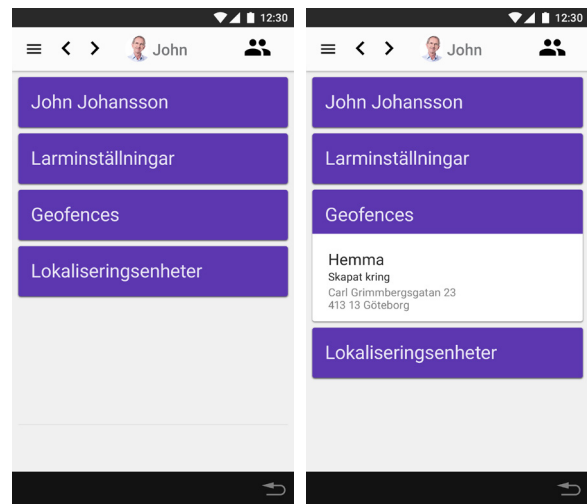 12:30
John
John Johansson
Larminställningar
Geofences
Lokaliseringsenheter
12:30
John
John Johansson
Larminställningar
Geofences
Hemma
Skapat kring
Carl Grimmbergsgatan 23
413 13 Göteborg
Lokaliseringsenheter